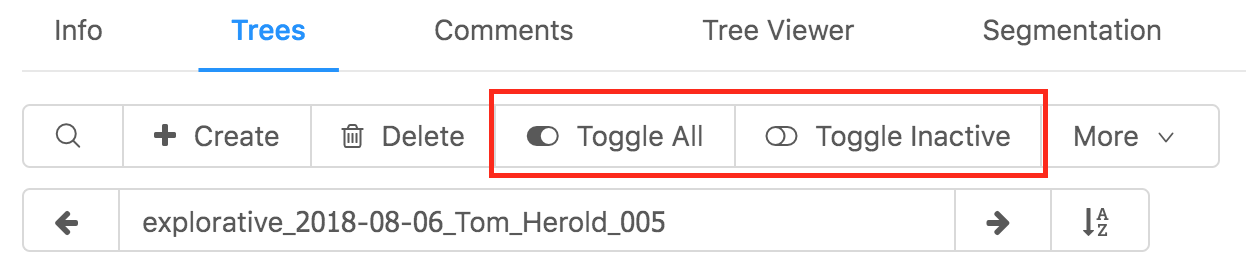 Info Trees Comments Tree Viewer Segmentation
Create Delete Toggle All Toggle Inactive More
explorative_2018-08-06_Tom_Herold_005 A
Z